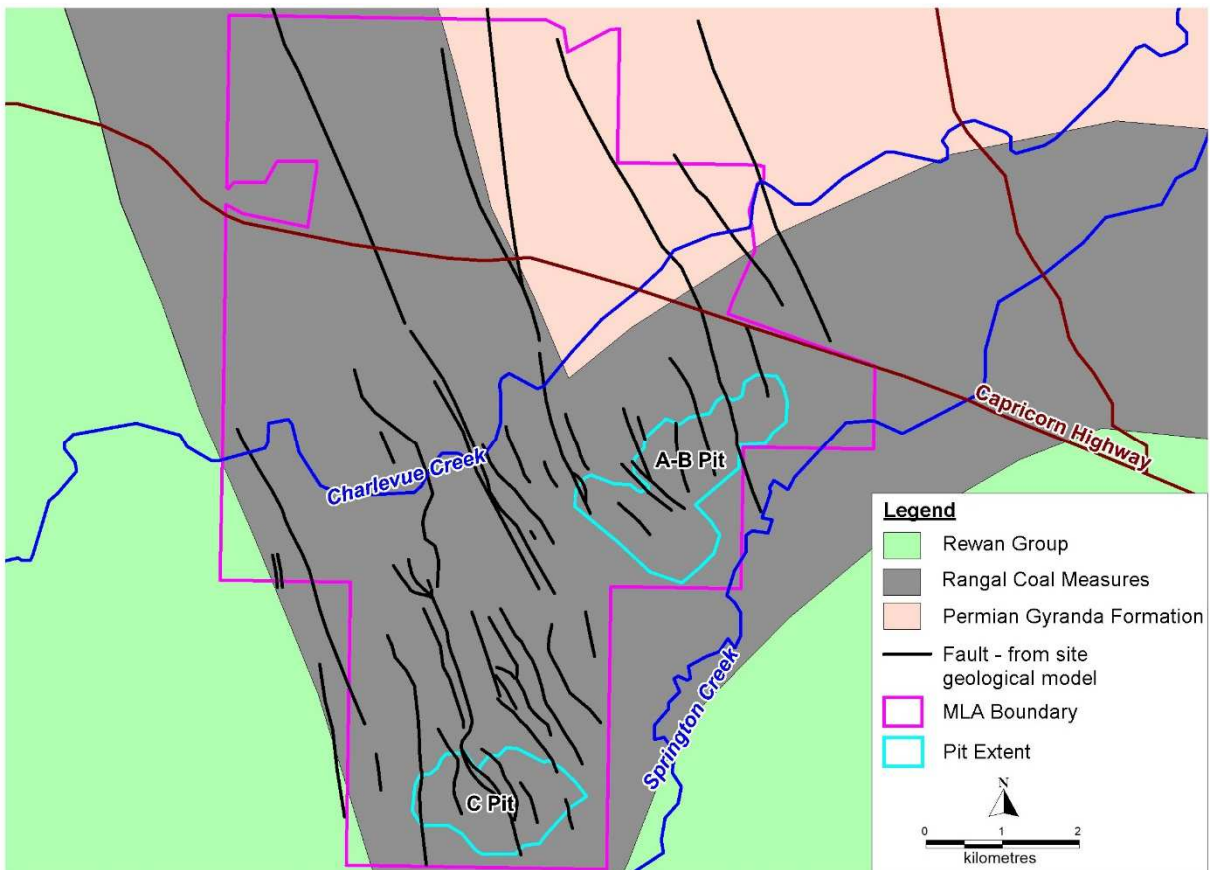 Charlevue Creek
A-B Pit
Capricorn Highway
Springton Creek
C Pit
Legend
Rewan Group
Rangal Coal Measures
Permian Gyranda Formation
Fault - from site
geological model
MLA Boundary
Pit Extent
N
0 1 2
kilometres